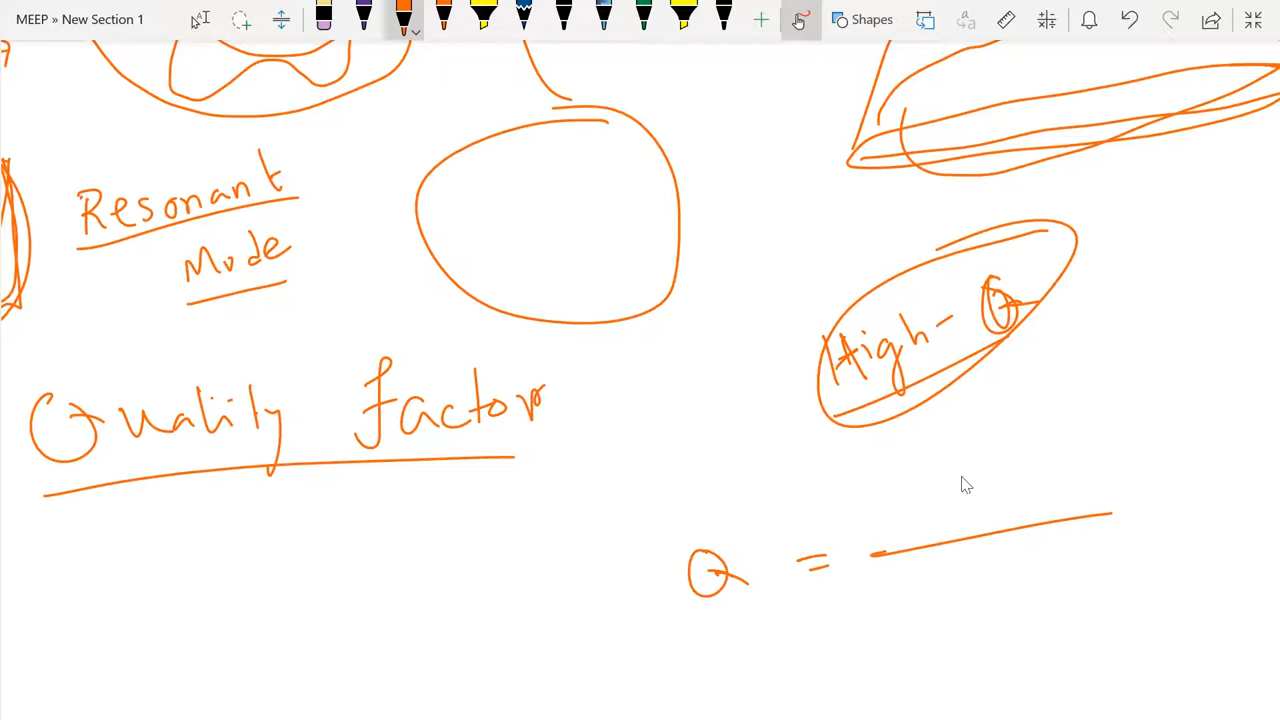 MEEP » New Section 1
Shapes
Resonant
Mode
High-Q
Quality factor
Q =